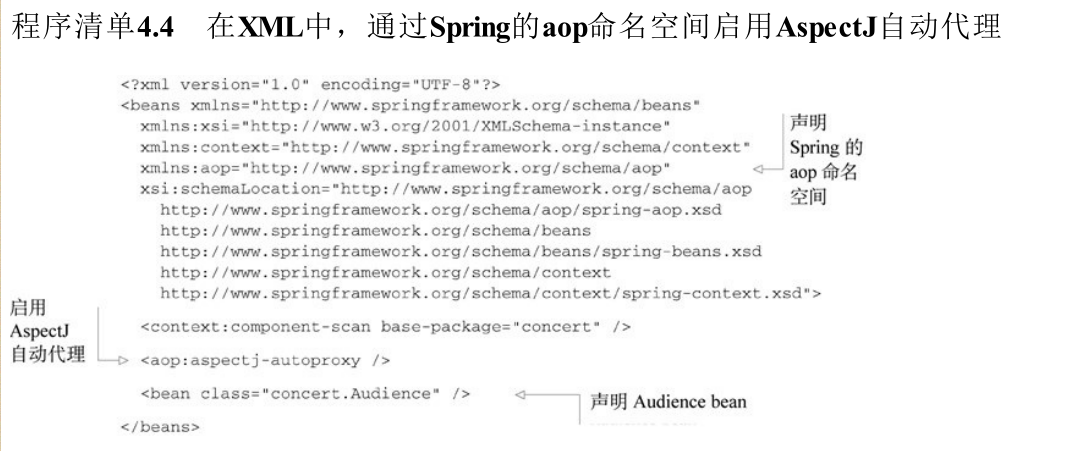 程序清单4.4 在XML中，通过Spring的aop命名空间启用AspectJ自动代理
<?xml version="1.0" encoding="UTF-8"?>
<beans xmlns="http://www.springframework.org/schema/beans"
xmlns:xsi="http://www.w3.org/2001/XMLSchema-instance"
xmlns:context="http://www.springframework.org/schema/context"
xmlns:aop="http://www.springframework.org/schema/aop"
xsi:schemaLocation="http://www.springframework.org/schema/aop
http://www.springframework.org/schema/aop/spring-aop.xsd
http://www.springframework.org/schema/beans
http://www.springframework.org/schema/beans/spring-beans.xsd
http://www.springframework.org/schema/context
http://www.springframework.org/schema/context/spring-context.xsd">
声明
Spring 的
aop 命名
空间
<context:component-scan base-package="concert" />
启用
AspectJ
自动代理
<aop:aspectj-autoproxy />
<bean class="concert.Audience" />
声明 Audience bean
</beans>